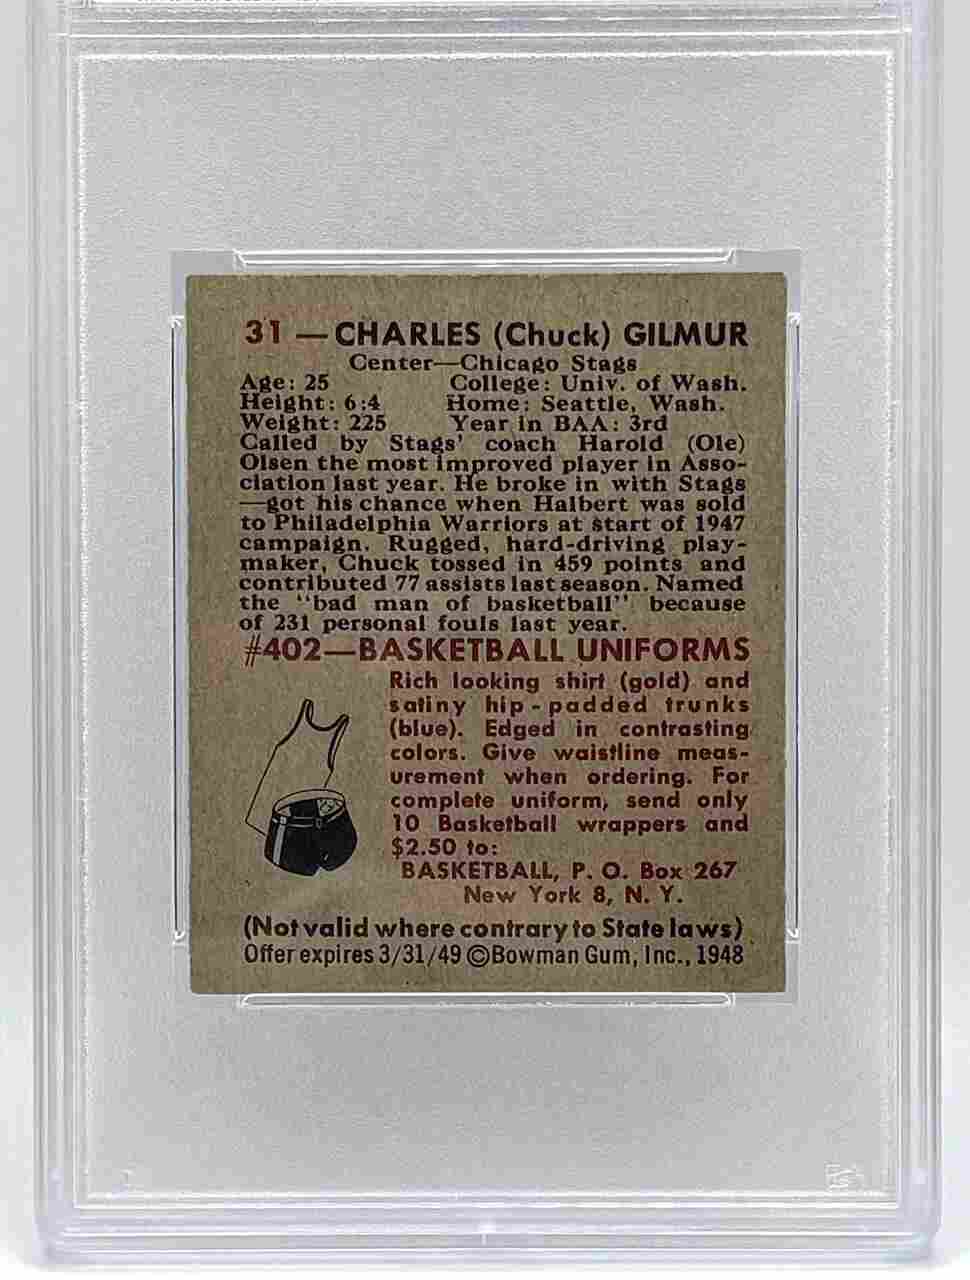 31 — CHARLES (Chuck) GILMUR
Center—Chicago Stags
Age: 25 College: Univ. of Wash.
Height: 6:4 Home: Seattle, Wash.
Weight: 225 Year in BAA: 3rd
Called by Stags' coach Harold (Ole)
Olsen the most improved player in Asso-
ciation last year. He broke in with Stags
—got his chance when Halbert was sold
to Philadelphia Warriors at start of 1947
campaign. Rugged, hard-driving play-
maker, Chuck tossed in 459 points and
contributed 77 assists last season. Named
the "bad man of basketball" because
of 231 personal fouls last year.
#402—BASKETBALL UNIFORMS
Rich looking shirt (gold) and
satiny hip-padded trunks
(blue). Edged in contrasting
colors. Give waistline meas-
urement when ordering. For
complete uniform, send only
10 Basketball wrappers and
$2.50 to:
BASKETBALL, P. O. Box 267
New York 8, N. Y.
(Not valid where contrary to State laws)
Offer expires 3/31/49 ©Bowman Gum, Inc., 1948